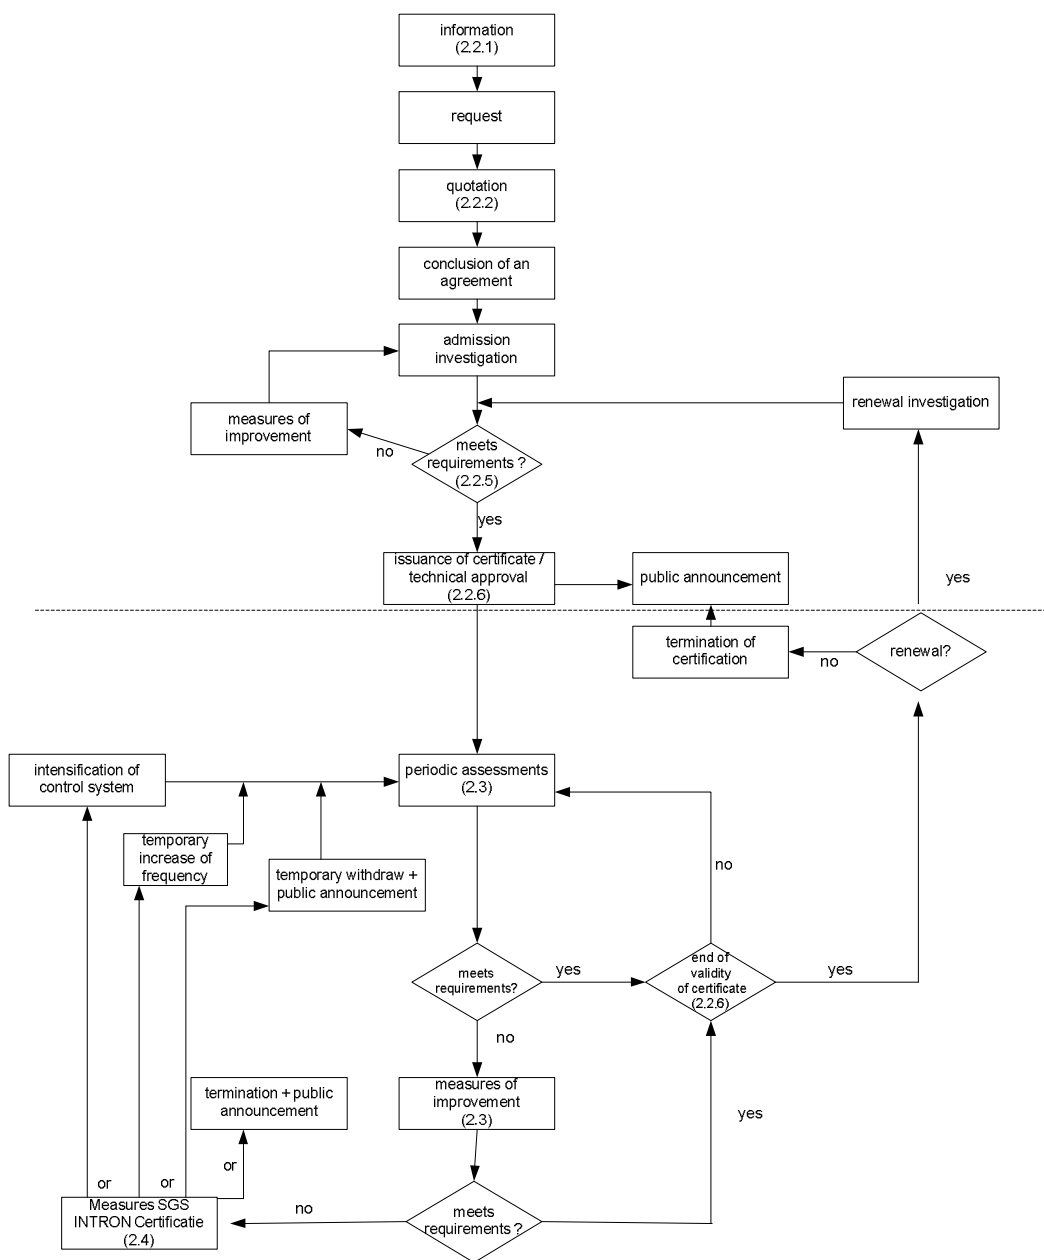 information
(2.2.1)
request
quotation
(2.2.2)
conclusion of an
agreement
admission
investigation
renewal investigation
measures of
improvement
no
meets
requirements ?
(2.2.5)
yes
issuance of certificate /
technical approval
(2.2.6)
public announcement
yes
termination of
certification
no
renewal?
intensification of
control system
periodic assessments
(2.3)
temporary
increase of
frequency
temporary withdraw +
public announcement
no
meets
requirements?
yes
end of
validity
of certificate
(2.2.6)
yes
no
termination + public
announcement
measures of
improvement
(2.3)
yes
or
or
or
Measures SGS
INTRON Certificatie
(2.4)
no
meets
requirements ?